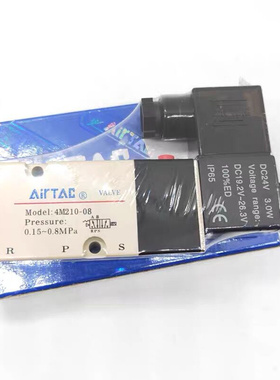 AiRTAC
AiRTAC® VALVE
Model:4M210-08
Pressure:
0.15~0.8MPa
R P S
DC24V 3.0W
Voltage range:
DC19.2V-26.3V
100%ED
IP65